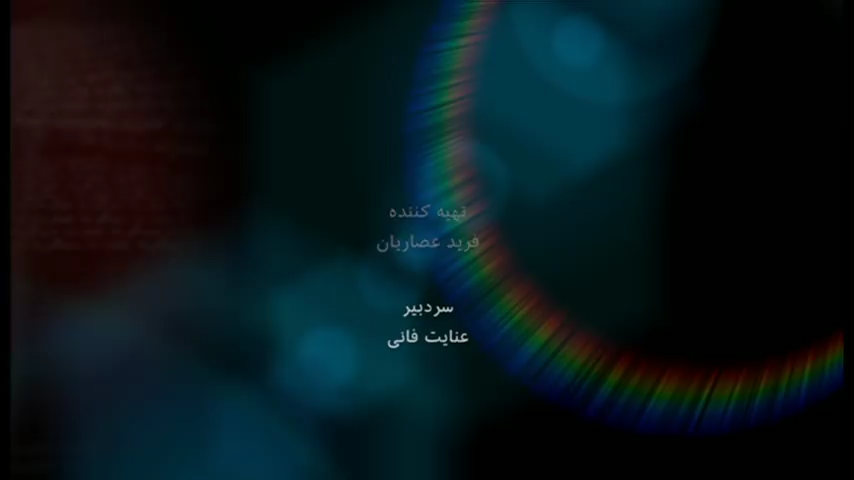 تهیه کننده
فرید عصاریان
سردبیر
عنایت فانی